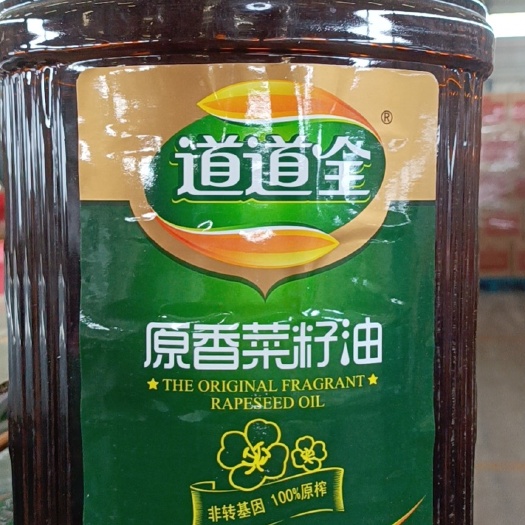 道道全
®
原香菜籽油
★THE ORIGINAL FRAGRANT★
RAPESEED OIL
非转基因 100%原榨